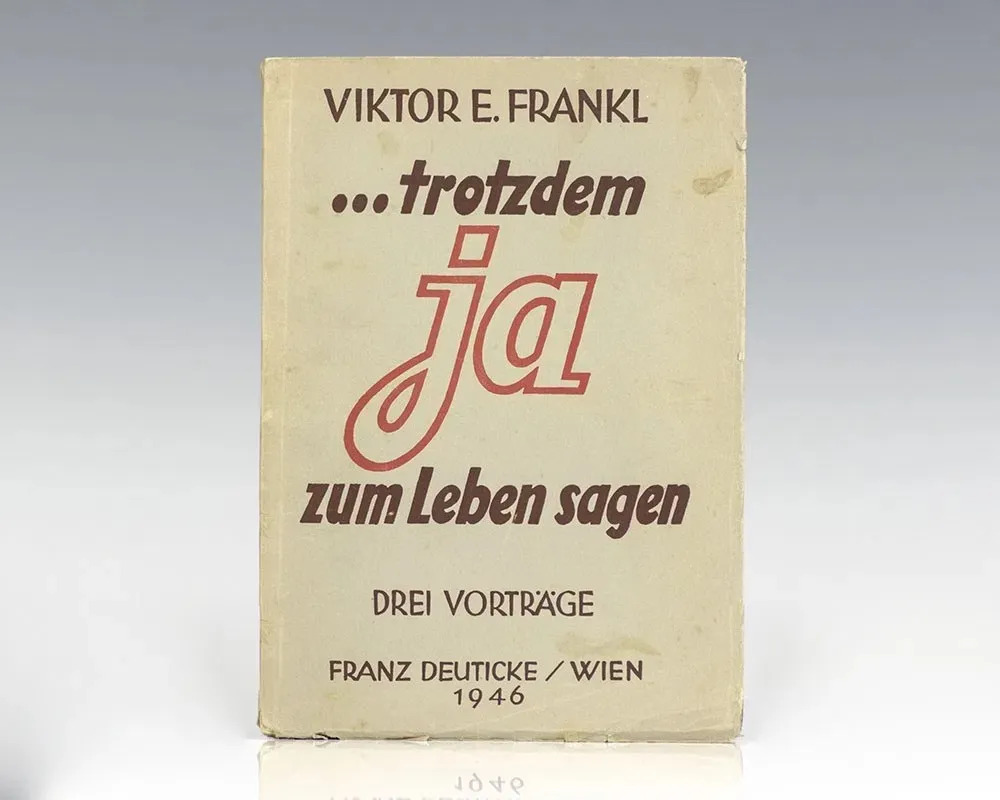 VIKTOR E. FRANKL
...trotzdem
ja
zum Leben sagen
DREI VORTRÄGE
FRANZ DEUTICKE / WIEN
1946